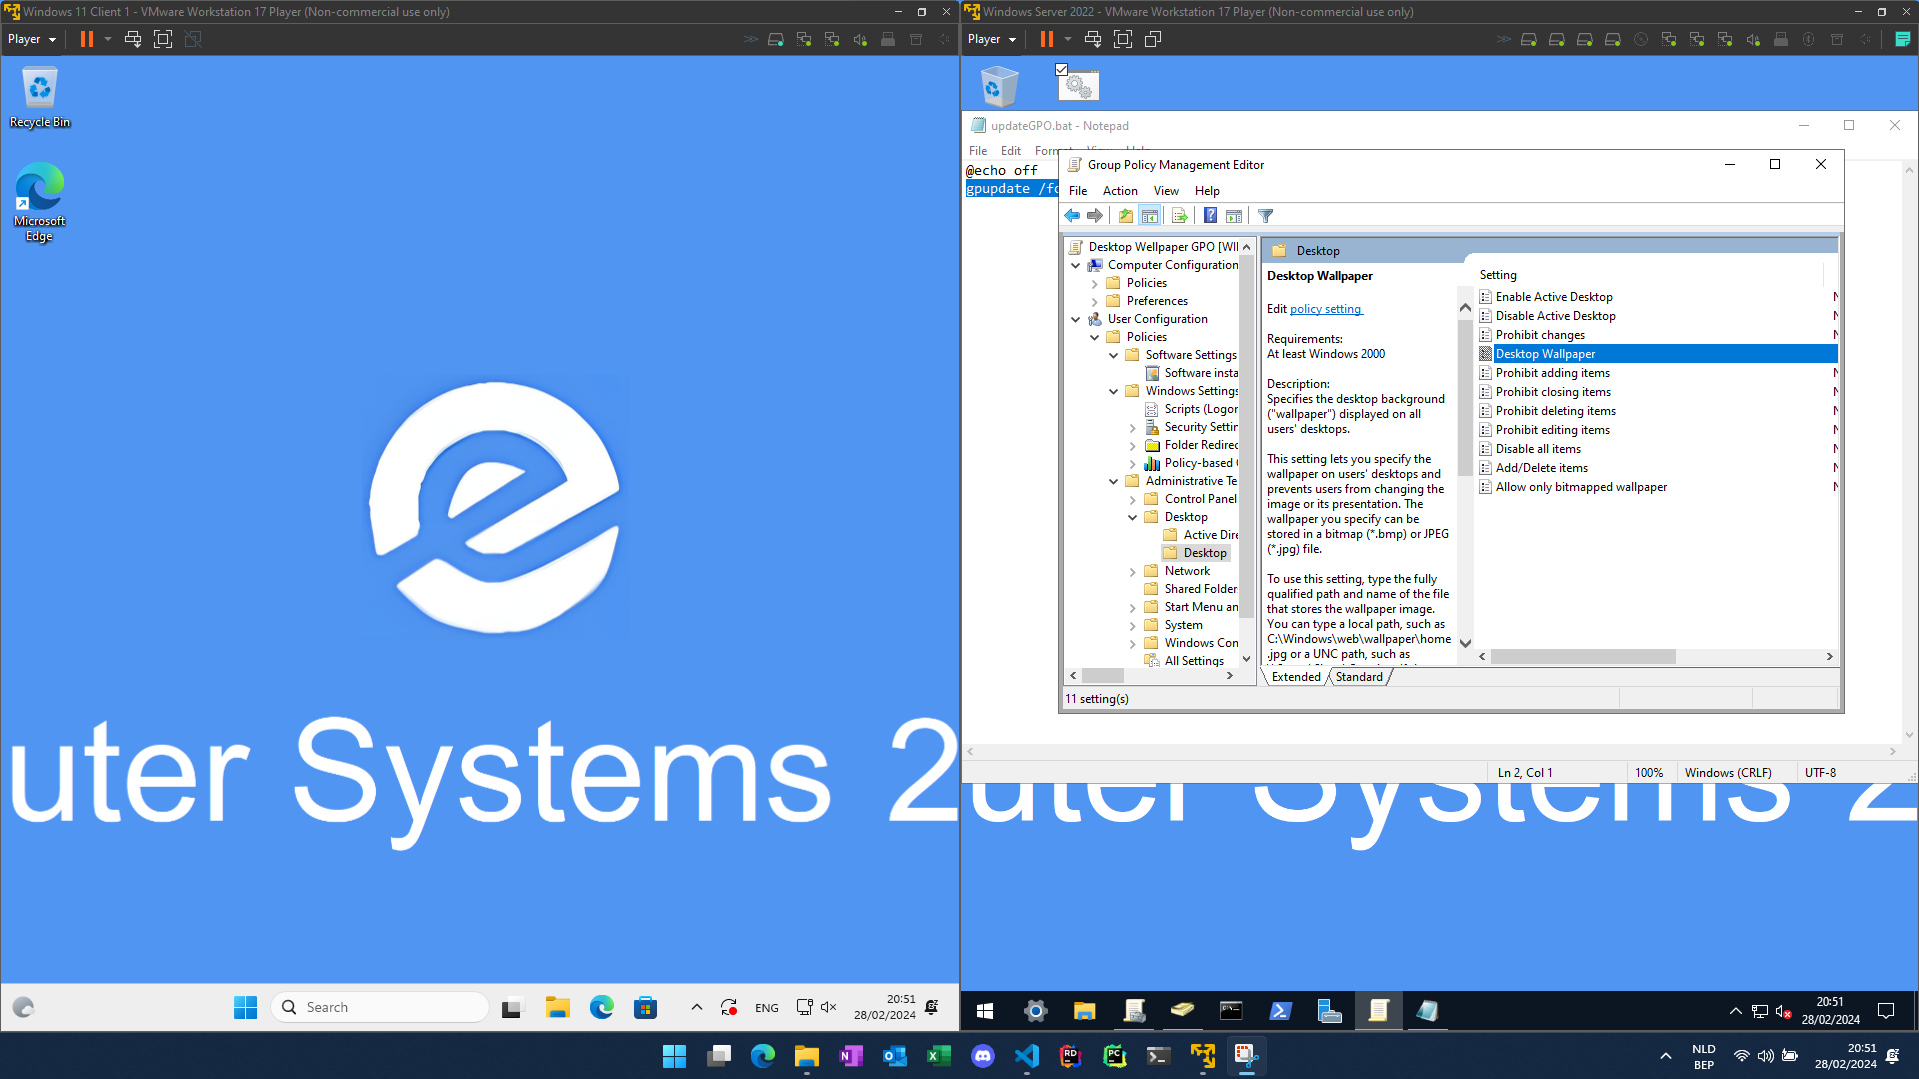 Windows 11 Client 1 - VMware Workstation 17 Player (Non-commercial use only)
Player
Recycle Bin
Microsoft
Edge
uter Systems 2
Search
ENG
20:51
28/02/2024
Windows Server 2022 - VMware Workstation 17 Player (Non-commercial use only)
Player
updateGPO.bat - Notepad
File Edit
@echo off
gpupdate
Group Policy Management Editor
File Action View Help
Desktop Wellpaper GPO [WI
Computer Configuration
Policies
Preferences
User Configuration
Policies
Software Settings
Software insta
Windows Settings
Scripts (Logor
Security Settin
Folder Redirec
Policy-based
Administrative Te
Control Panel
Desktop
Active Dire
Desktop
Network
Shared Folder
Start Menu an
System
Windows Con
All Settings
Desktop
Desktop Wallpaper
Edit policy setting
Requirements:
At least Windows 2000
Description:
Specifies the desktop background
("wallpaper") displayed on all
users' desktops.
This setting lets you specify the
wallpaper on users' desktops and
prevents users from changing the
image or its presentation. The
wallpaper you specify can be
stored in a bitmap (*.bmp) or JPEG
(*.jpg) file.
To use this setting, type the fully
qualified path and name of the file
that stores the wallpaper image.
You can type a local path, such as
C:\Windows\web\wallpaper\home
.jpg or a UNC path, such as
Setting
Enable Active Desktop
Disable Active Desktop
Prohibit changes
Desktop Wallpaper
Prohibit adding items
Prohibit closing items
Prohibit deleting items
Prohibit editing items
Disable all items
Add/Delete items
Allow only bitmapped wallpaper
Extended Standard
11 setting(s)
Ln 2, Col 1 100% Windows (CRLF) UTF-8
uter Systems 2
20:51
28/02/2024
NLD
BEP
20:51
28/02/2024